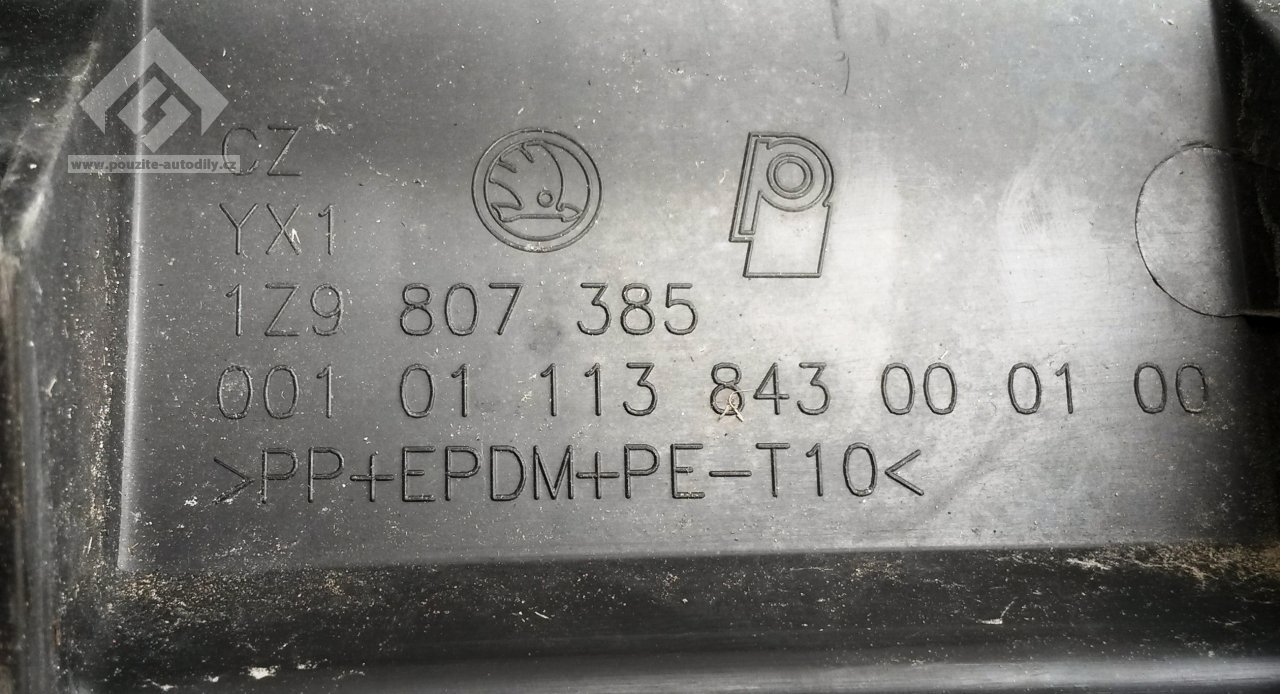 www.pouzite-autodily.cz
CZ
YX1
1Z9 807 385
001 01 113 843 00 01 00
>PP+EPDM+PE-T10<